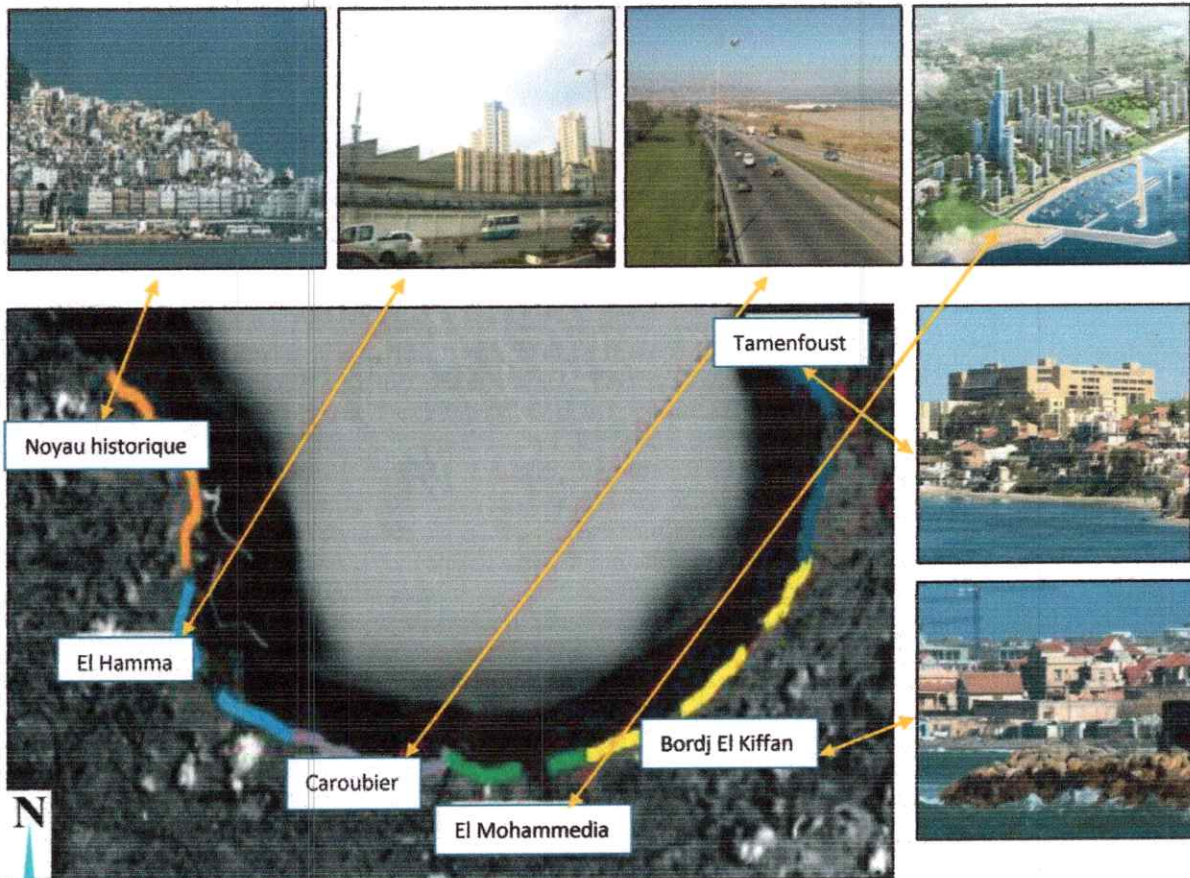 Tamenfoust
Noyau historique
El Hamma
Bordj El Kiffan
Caroubier
El Mohammedia
N